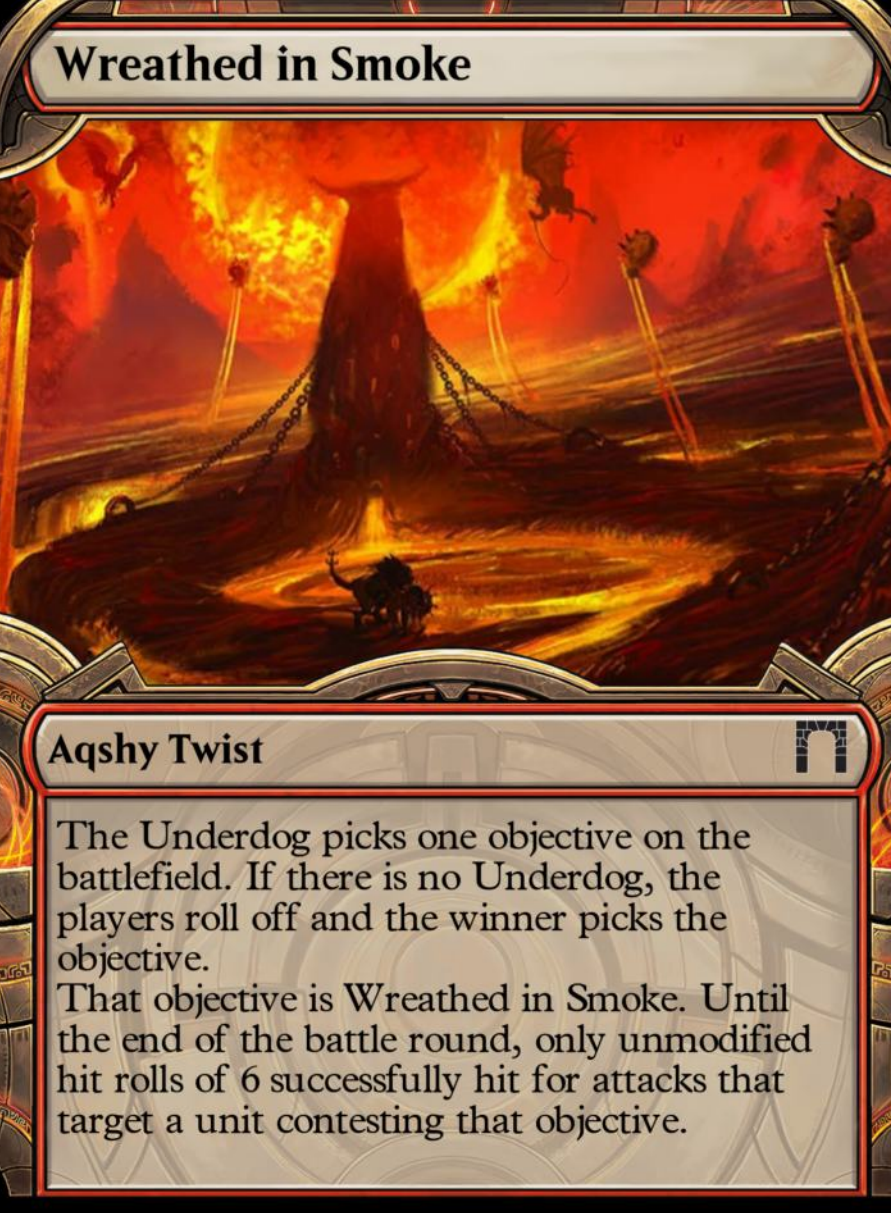 Wreathed in Smoke
Aqshy Twist
The Underdog picks one objective on the
battlefield. If there is no Underdog, the
players roll off and the winner picks the
objective.
That objective is Wreathed in Smoke. Until
the end of the battle round, only unmodified
hit rolls of 6 successfully hit for attacks that
target a unit contesting that objective.